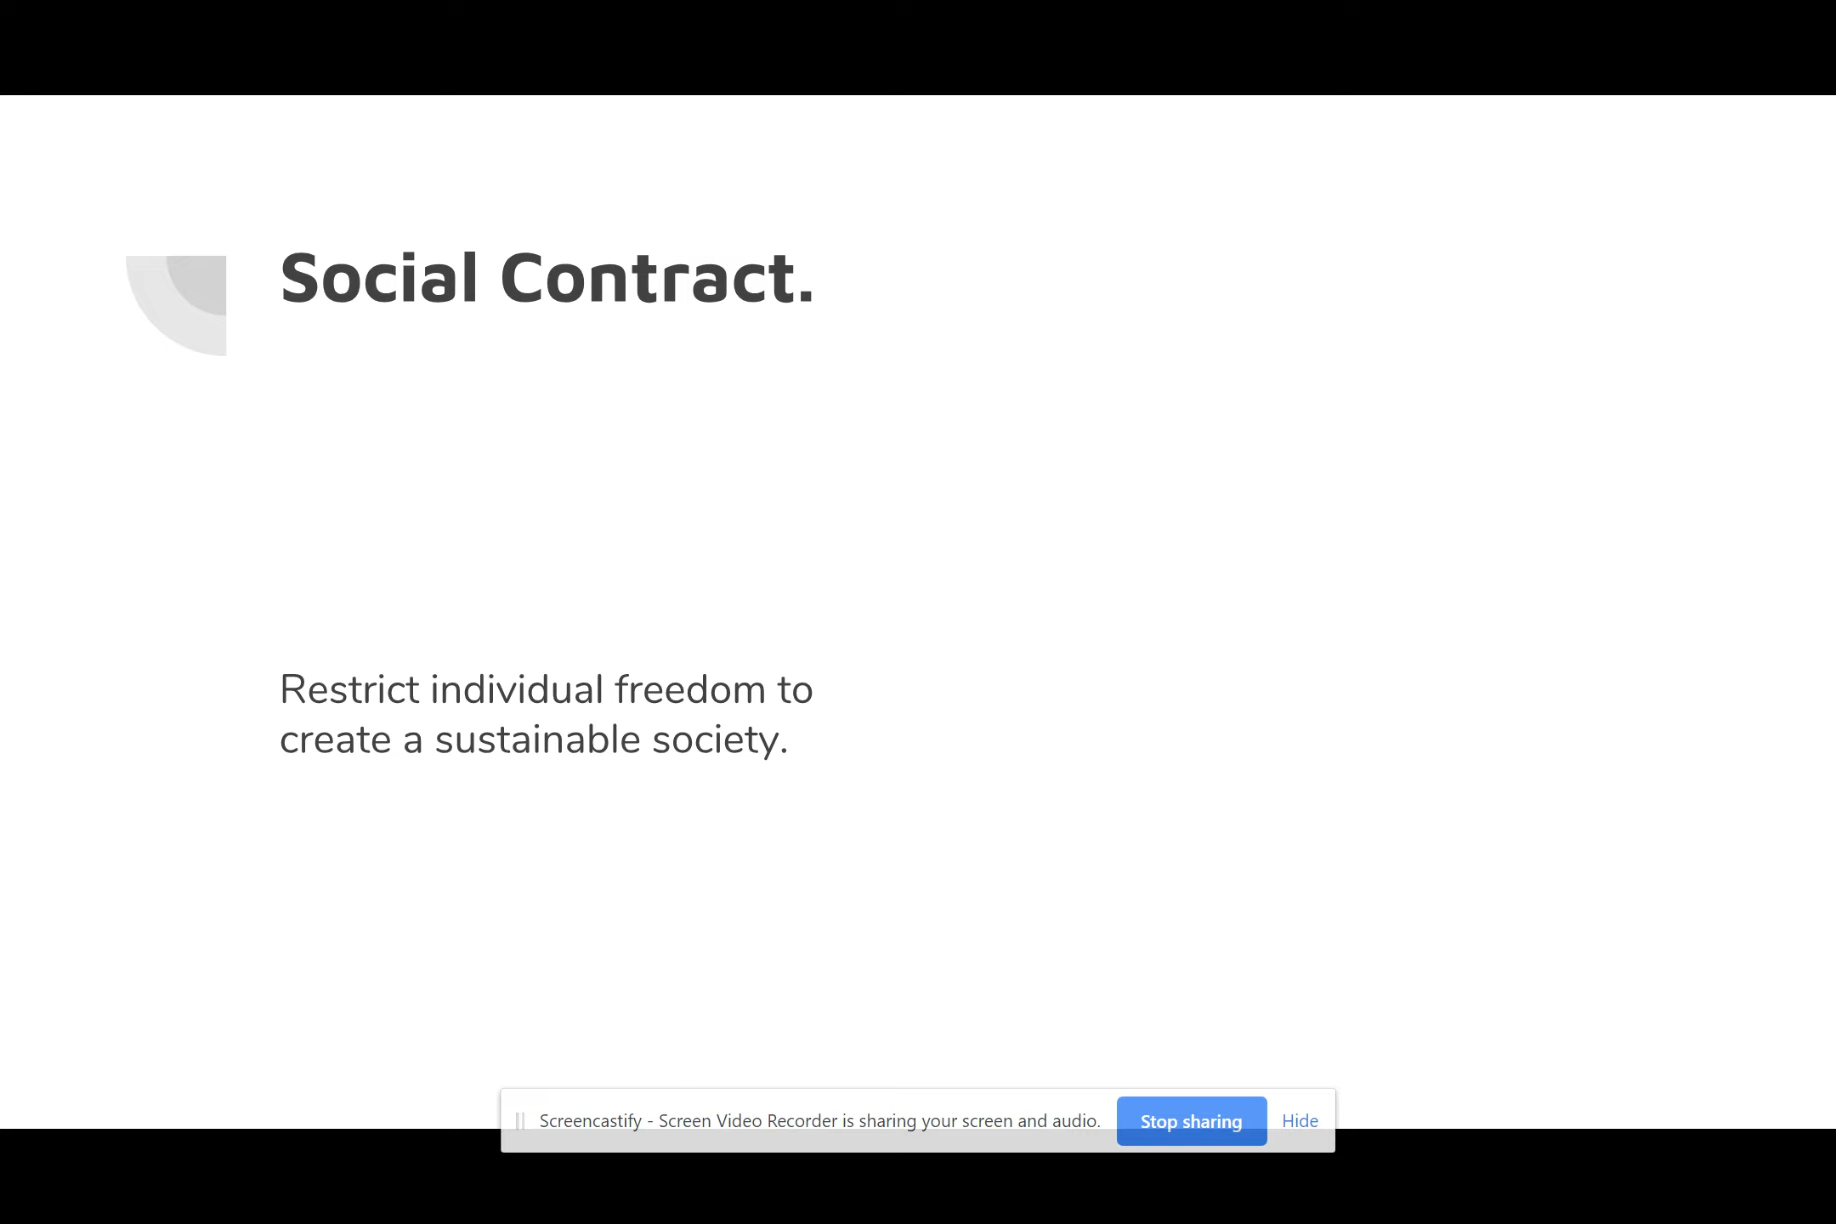 Social Contract.
Restrict individual freedom to
create a sustainable society.
Screencastify - Screen Video Recorder is sharing your screen and audio. Stop sharing Hide